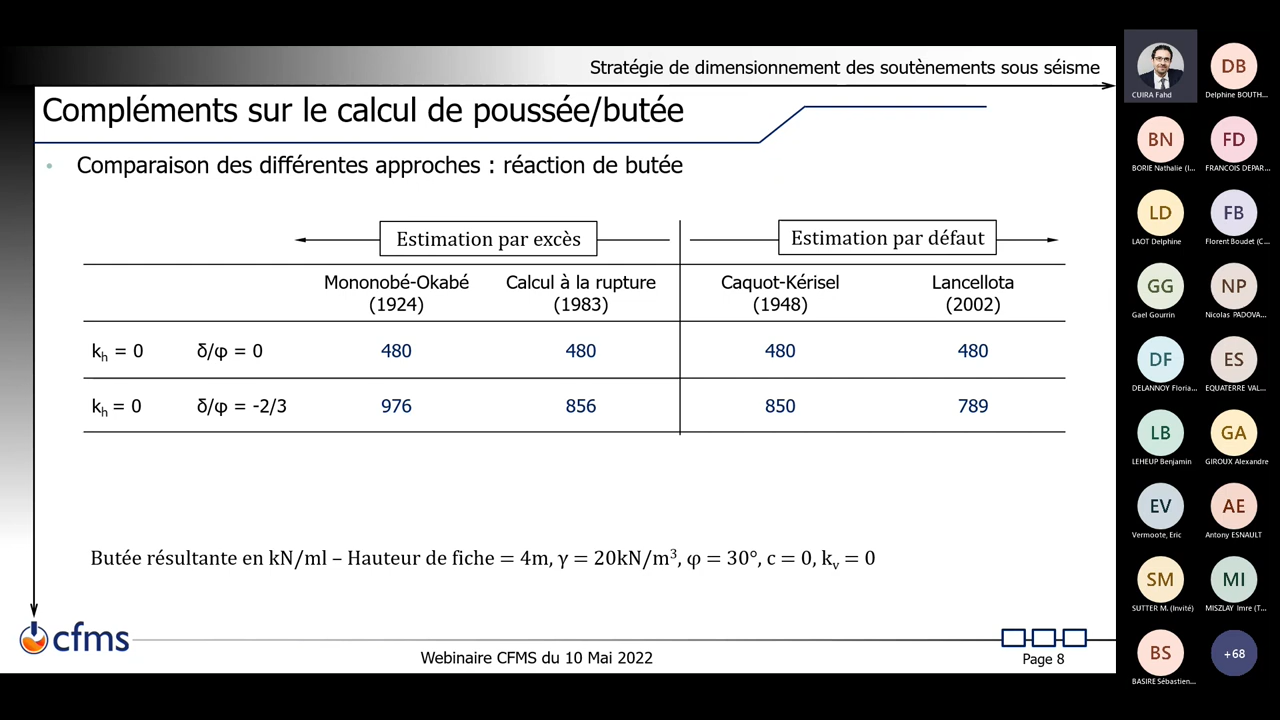 Stratégie de dimensionnement des soutènements sous séisme
Compléments sur le calcul de poussée/butée
• Comparaison des différentes approches : réaction de butée
Estimation par excès
Estimation par défaut
Mononobé-Okabé (1924)
Calcul à la rupture (1983)
Caquot-Kérisel (1948)
Lancellota (2002)
kh = 0 δ/φ = 0 480 480 480 480
kh = 0 δ/φ = -2/3 976 856 850 789
Butée résultante en kN/ml – Hauteur de fiche = 4m, γ = 20kN/m³, φ = 30°, c = 0, kv = 0
cfms
Webinaire CFMS du 10 Mai 2022
Page 8
CUIRA Fahd
DB
Delphine BOUTH...
BN
BORIE Nathalie (I...
FD
FRANCOIS DEPAR...
LD
LAOT Delphine
FB
Florent Boudet (C...
GG
Gael Gourrin
NP
Nicolas PADOVA...
DF
DELANNOY Floria...
ES
EQUATERRE VAL...
LB
LEHEUP Benjamin
GA
GIROUX Alexandre
EV
Vermoote, Eric
AE
Antony ESNAULT
SM
SUTTER M. (Invité)
MI
MISZLAY Imre (T...
BS
BASIRE Sébastien...
+68